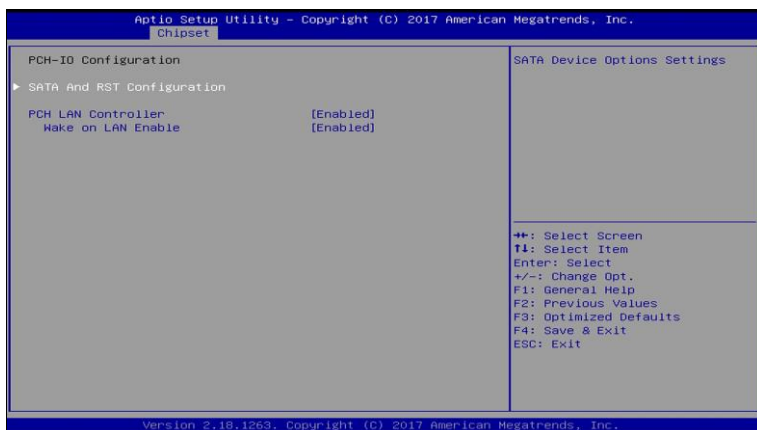 Aptio Setup Utility – Copyright (C) 2017 American Megatrends, Inc.
Chipset
PCH-IO Configuration
SATA And RST Configuration
PCH LAN Controller [Enabled]
Wake on LAN Enable [Enabled]
SATA Device Options Settings
→←: Select Screen
↑↓: Select Item
Enter: Select
+/-: Change Opt.
F1: General Help
F2: Previous Values
F3: Optimized Defaults
F4: Save & Exit
ESC: Exit
Version 2.18.1263. Copyright (C) 2017 American Megatrends, Inc.